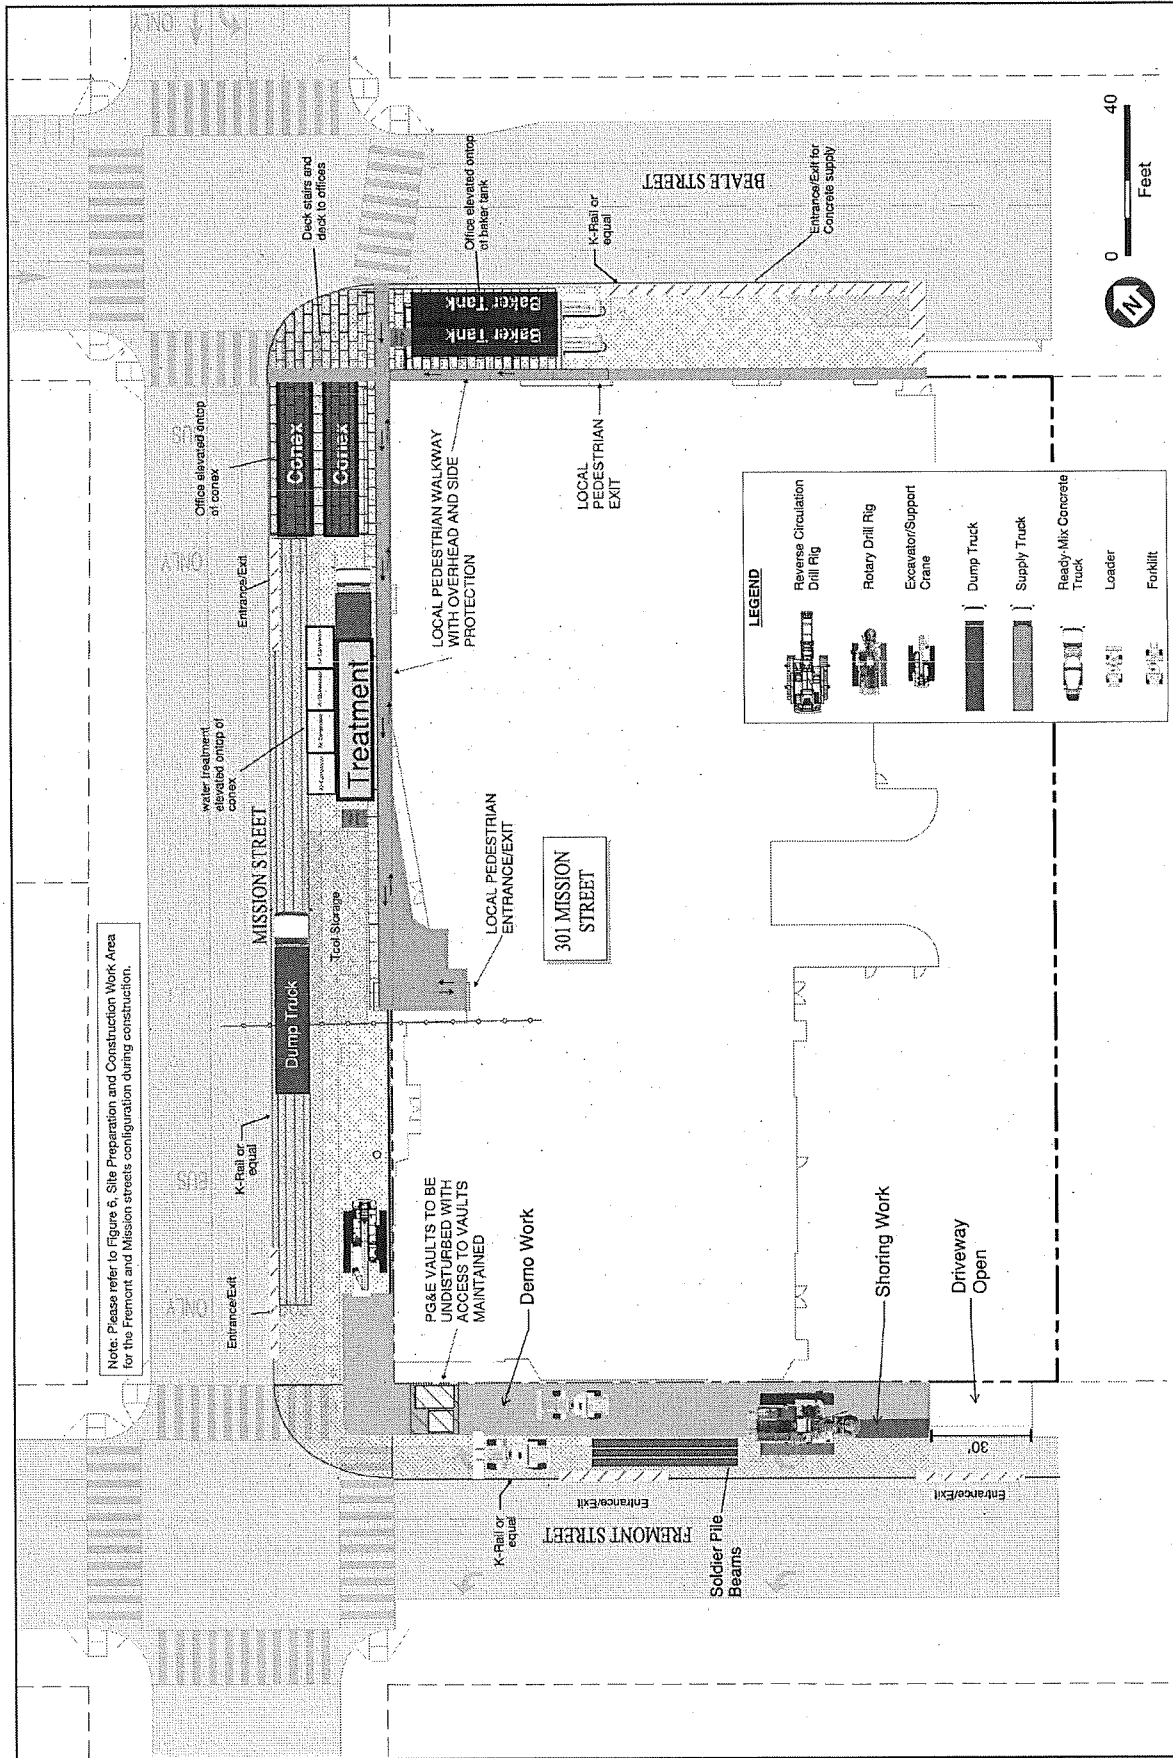 Note: Please refer to Figure 6, Site Preparation and Construction Work Area
for the Fremont and Mission streets configuration during construction.
ONLY
BUS
ONLY
BUS
ONLY
MISSION STREET
Entrance/Exit
K-Rail or
equal
Dump Truck
Tool Storage
water treatment
elevated ontop of
conex
Treatment
Entrance/Exit
Office elevated ontop
of conex
Conex
Conex
Deck stairs and
deck to offices
Office elevated ontop
of baker tank
Baker Tank
Baker Tank
K-Rail or
equal
BEALE STREET
Entrance/Exit for
Concrete supply
LOCAL PEDESTRIAN WALKWAY
WITH OVERHEAD AND SIDE
PROTECTION
LOCAL
PEDESTRIAN
EXIT
LOCAL PEDESTRIAN
ENTRANCE/EXIT
301 MISSION
STREET
PG&E VAULTS TO BE
UNDISTURBED WITH
ACCESS TO VAULTS
MAINTAINED
Demo Work
Shoring Work
Driveway
Open
30'
K-Rail or
equal
Entrance/Exit
FREMONT STREET
Soldier Pile
Beams
Entrance/Exit
LEGEND
Reverse Circulation
Drill Rig
Rotary Drill Rig
Excavator/Support
Crane
Dump Truck
Supply Truck
Ready-Mix Concrete
Truck
Loader
Forklift
N
0
40
Feet